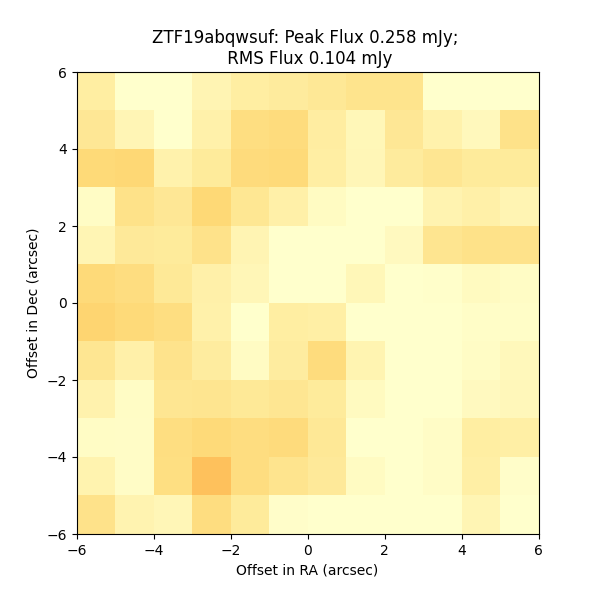 ZTF19abqwsuf: Peak Flux 0.258 mJy;
RMS Flux 0.104 mJy
6
4
2
0
−2
−4
−6
Offset in Dec (arcsec)
−6 −4 −2 0 2 4 6
Offset in RA (arcsec)